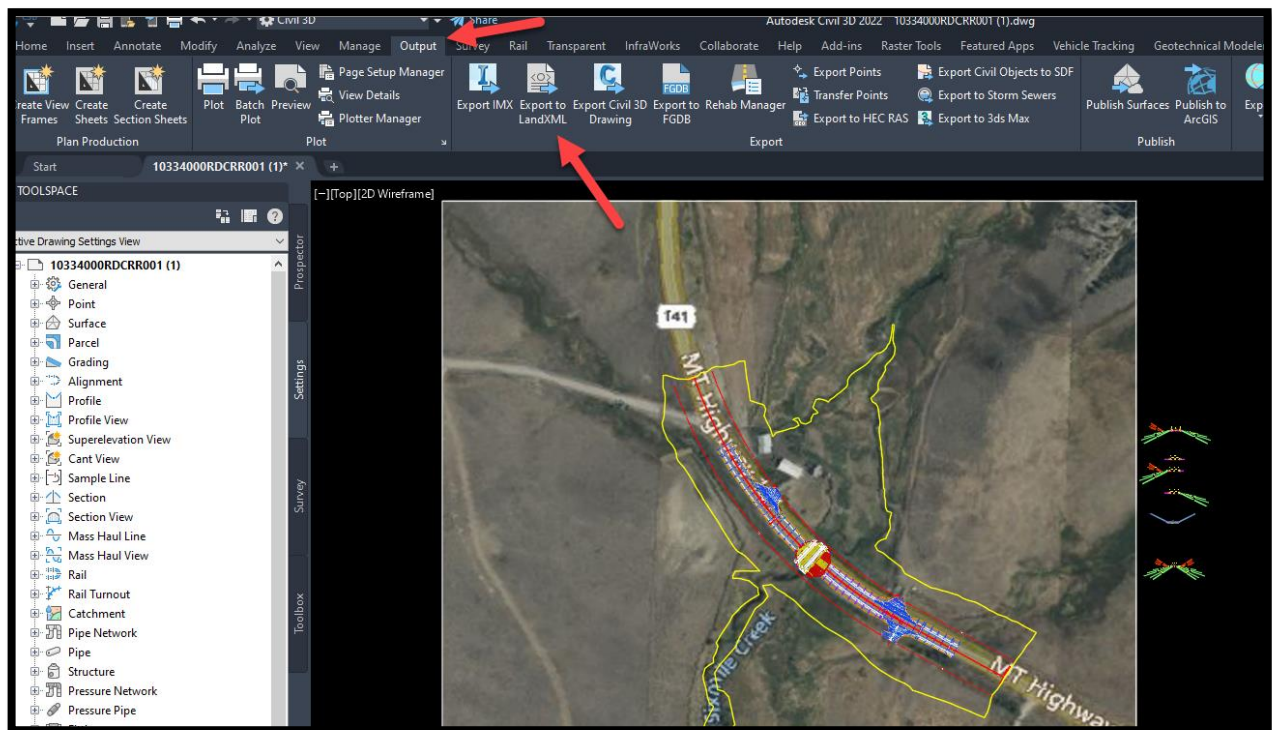 Civil 3D Share Autodesk Civil 3D 2022 10334000RDCRR001 (1).dwg
Home Insert Annotate Modify Analyze View Manage Output Survey Rail Transparent InfraWorks Collaborate Help Add-ins Raster Tools Featured Apps Vehicle Tracking Geotechnical Modeler
Create View Frames
Create Sheets
Create Section Sheets
Plan Production
Plot
Batch Plot
Preview
Page Setup Manager
View Details
Plotter Manager
Plot
Export IMX
Export to LandXML
Export Civil 3D Drawing
Export to FGDB
Rehab Manager
Export Points
Transfer Points
Export to HEC RAS
Export Civil Objects to SDF
Export to Storm Sewers
Export to 3ds Max
Export
Publish Surfaces
Publish to ArcGIS
Exp
Publish
Start 10334000RDCRR001 (1)* × +
TOOLSPACE
[−][Top][2D Wireframe]
ctive Drawing Settings View
10334000RDCRR001 (1)
General
Point
Surface
Parcel
Grading
Alignment
Profile
Profile View
Superelevation View
Cant View
Sample Line
Section
Section View
Mass Haul Line
Mass Haul View
Rail
Rail Turnout
Catchment
Pipe Network
Pipe
Structure
Pressure Network
Pressure Pipe
Prospector
Settings
Survey
Toolbox
FGDB
141
MT Highway
Sixmile Creek
MT Highway